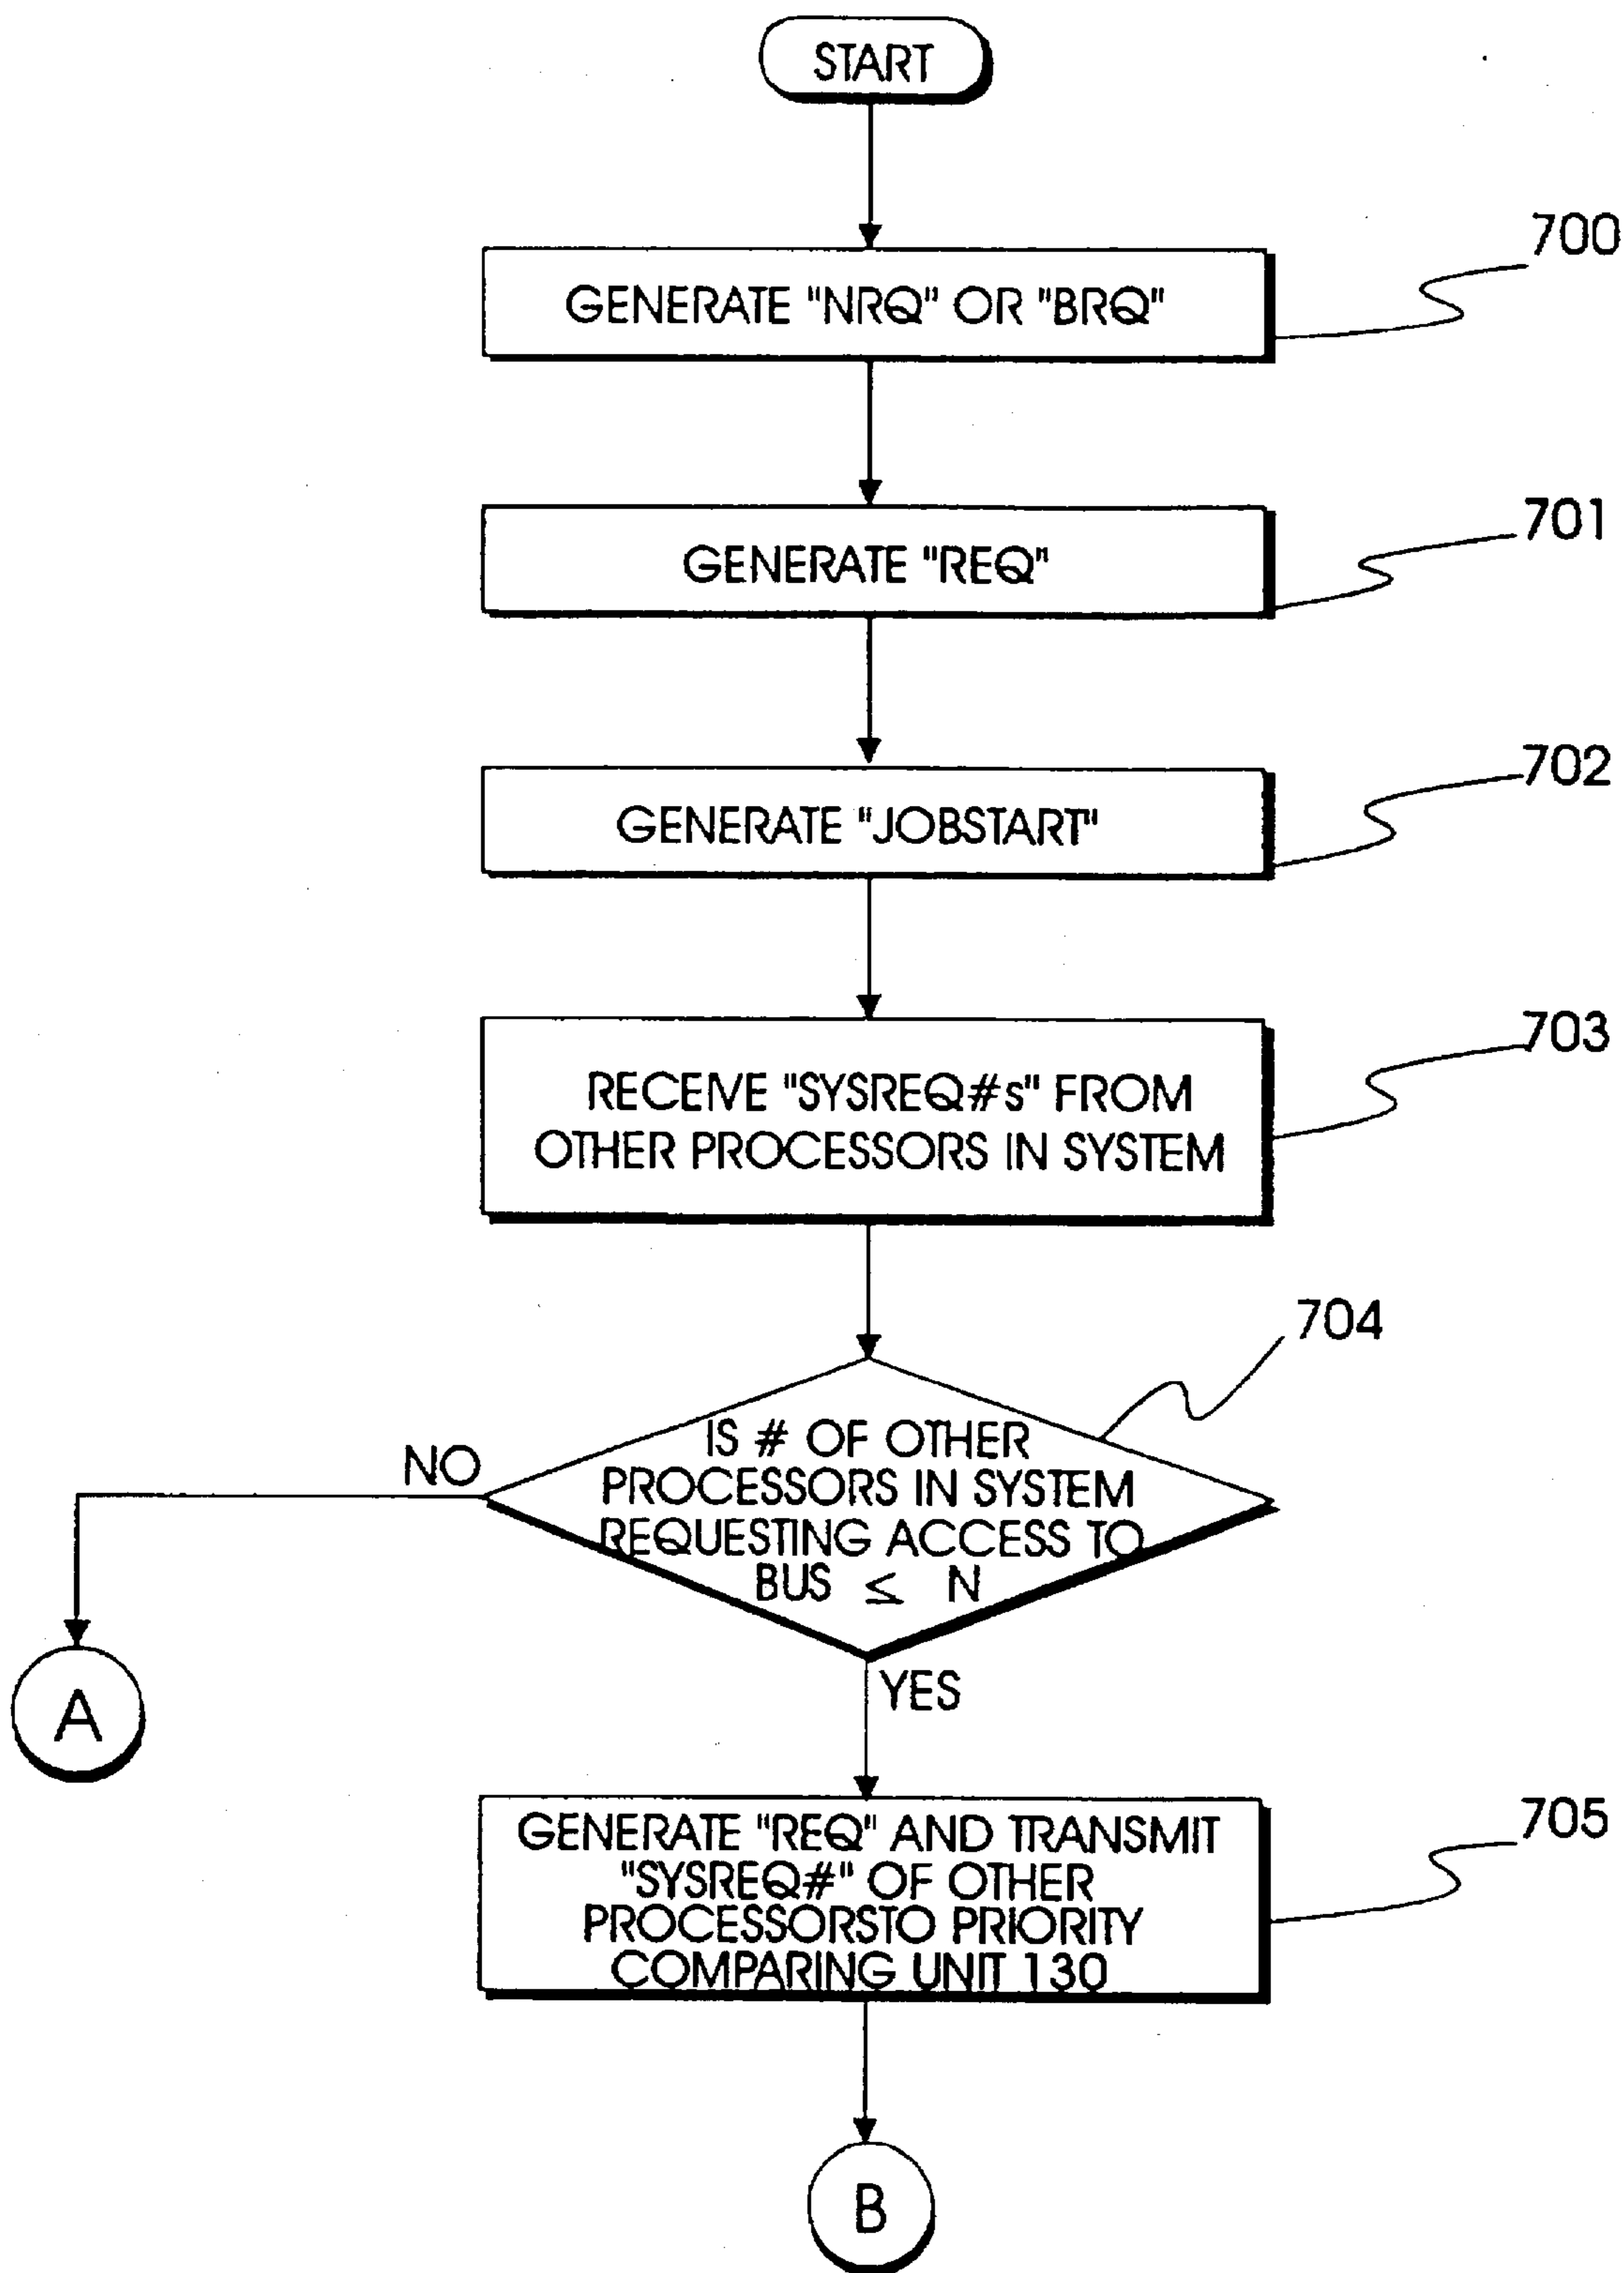 START
700
GENERATE "NRQ" OR "BRQ"
701
GENERATE "REQ"
702
GENERATE "JOBSTART"
703
RECEIVE "SYSREQ#s" FROM
OTHER PROCESSORS IN SYSTEM
704
IS # OF OTHER
PROCESSORS IN SYSTEM
REQUESTING ACCESS TO
BUS ≤ N
NO
YES
A
705
GENERATE "REQ" AND TRANSMIT
"SYSREQ#" OF OTHER
PROCESSORSTO PRIORITY
COMPARING UNIT 130
B